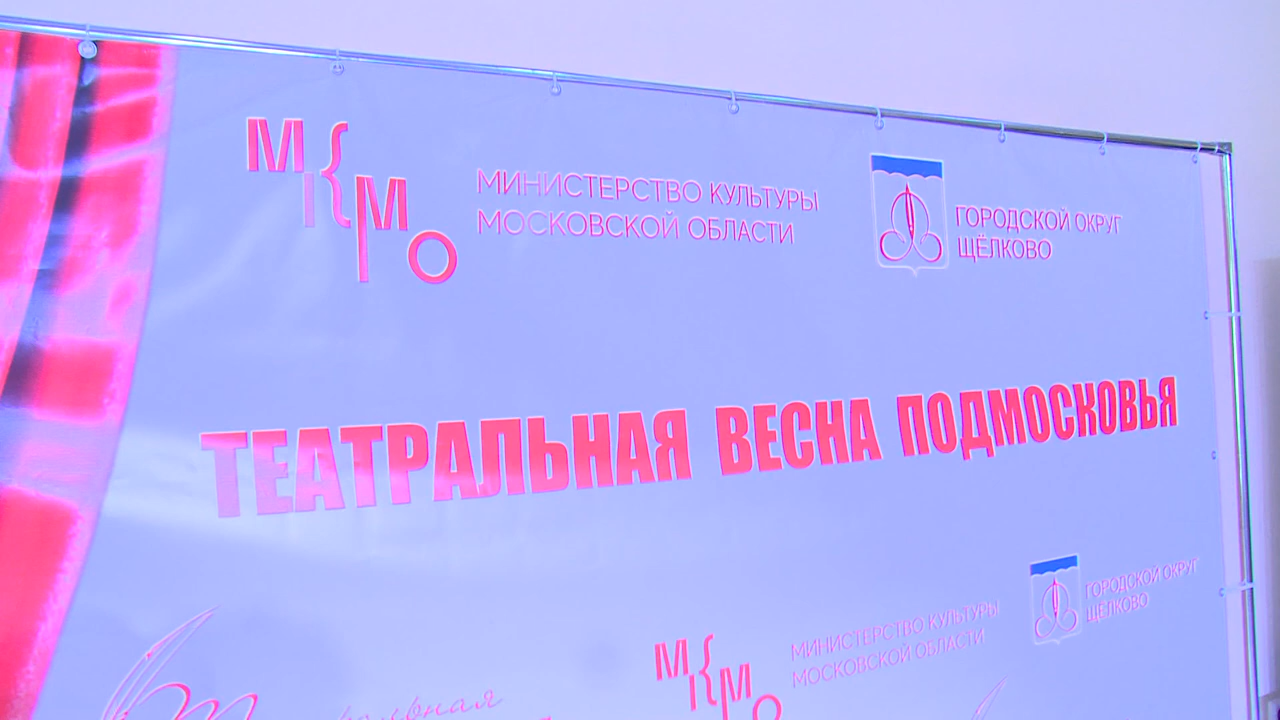 МКМО
МИНИСТЕРСТВО КУЛЬТУРЫ
МОСКОВСКОЙ ОБЛАСТИ
ГОРОДСКОЙ ОКРУГ
ЩЁЛКОВО
ТЕАТРАЛЬНАЯ ВЕСНА ПОДМОСКОВЬЯ
ГОРОДСКОЙ ОКРУГ
ЩЁЛКОВО
МКМО
МИНИСТЕРСТВО КУЛЬТУРЫ
МОСКОВСКОЙ ОБЛАСТИ